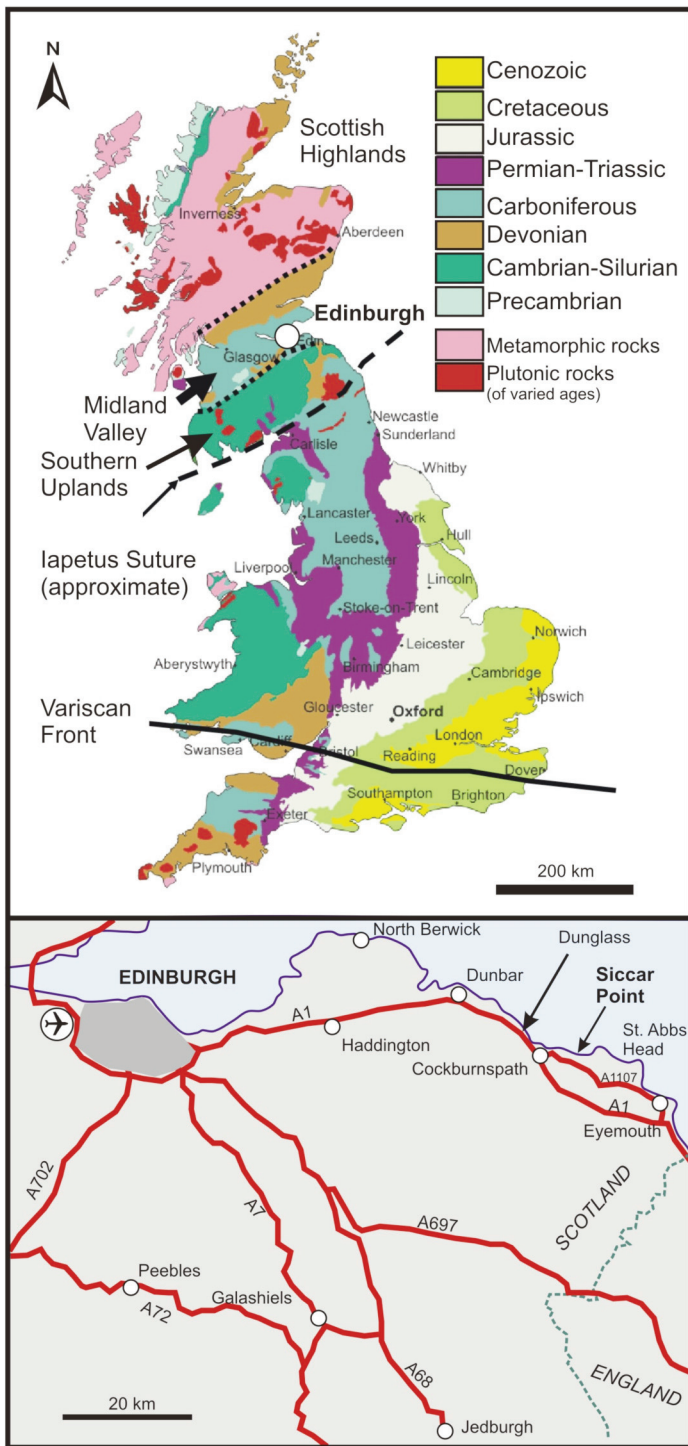 N
Scottish
Highlands
Cenozoic
Cretaceous
Jurassic
Permian-Triassic
Carboniferous
Devonian
Cambrian-Silurian
Precambrian
Metamorphic rocks
Plutonic rocks
(of varied ages)
Inverness
Aberdeen
Edinburgh
Edin
Glasgow
Midland
Valley
Southern
Uplands
Newcastle
Sunderland
Carlisle
Whitby
Lancaster
York
Iapetus Suture
(approximate)
Leeds
Hull
Liverpool
Manchester
Lincoln
Stoke-on-Trent
Norwich
Leicester
Aberystwyth
Birmingham
Cambridge
Ipswich
Variscan
Front
Gloucester
Oxford
London
Swansea
Cardiff
Bristol
Reading
Dover
Southampton
Brighton
Exeter
Plymouth
200 km
North Berwick
Dunglass
EDINBURGH
Dunbar
Siccar
Point
A1
St. Abbs
Head
Haddington
Cockburnspath
A1107
A1
Eyemouth
A702
A7
A697
SCOTLAND
Peebles
A72
Galashiels
A68
ENGLAND
20 km
Jedburgh